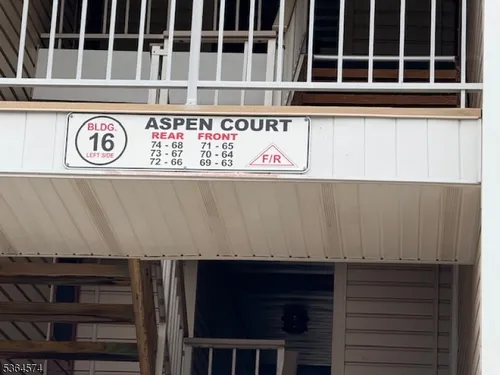 BLDG.
16
LEFT SIDE
ASPEN COURT
REAR FRONT
74 - 68 71 - 65
73 - 67 70 - 64
72 - 66 69 - 63
F/R
5364574